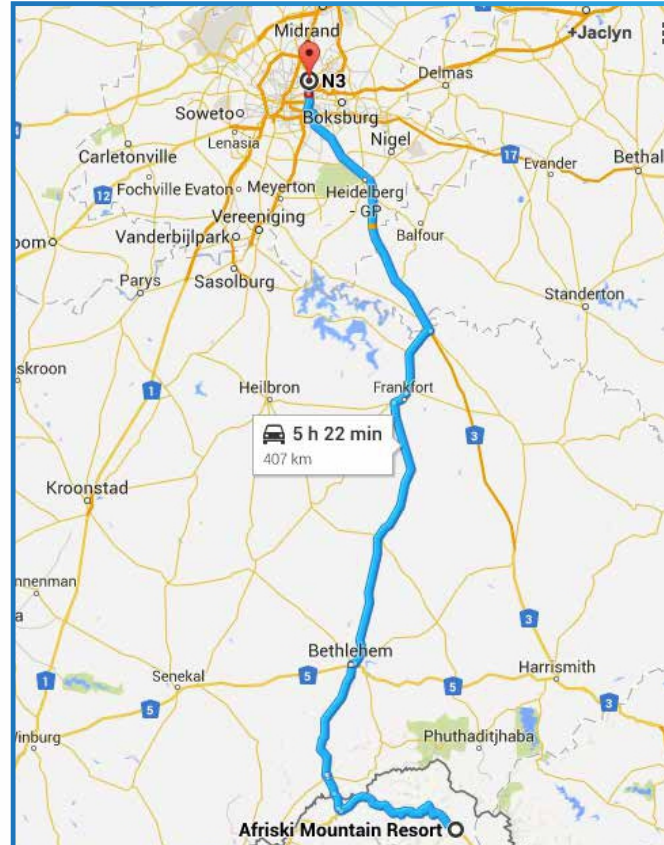 Midrand
+Jaclyn
N3
Delmas
Soweto
Boksburg
Lenasia
Nigel
Carletonville
17
Evander
Bethal
12
Fochville
Evaton
Meyerton
Heidelberg
- GP
Vereeniging
oom
Vanderbijlpark
Balfour
Sasolburg
Parys
Standerton
skroon
1
Heilbron
Frankfort
5 h 22 min
407 km
3
Kroonstad
nnenman
a
3
Bethlehem
5
Harrismith
1
Senekal
5
5
3
Winburg
Phuthaditjhaba
Afriski Mountain Resort